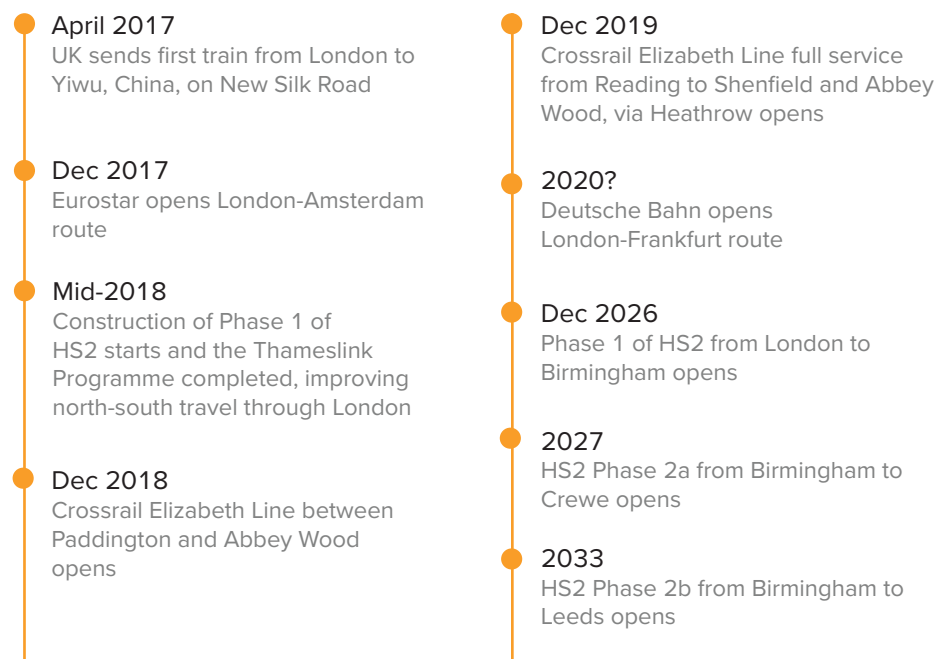 April 2017
UK sends first train from London to
Yiwu, China, on New Silk Road
Dec 2017
Eurostar opens London-Amsterdam
route
Mid-2018
Construction of Phase 1 of
HS2 starts and the Thameslink
Programme completed, improving
north-south travel through London
Dec 2018
Crossrail Elizabeth Line between
Paddington and Abbey Wood
opens
Dec 2019
Crossrail Elizabeth Line full service
from Reading to Shenfield and Abbey
Wood, via Heathrow opens
2020?
Deutsche Bahn opens
London-Frankfurt route
Dec 2026
Phase 1 of HS2 from London to
Birmingham opens
2027
HS2 Phase 2a from Birmingham to
Crewe opens
2033
HS2 Phase 2b from Birmingham to
Leeds opens